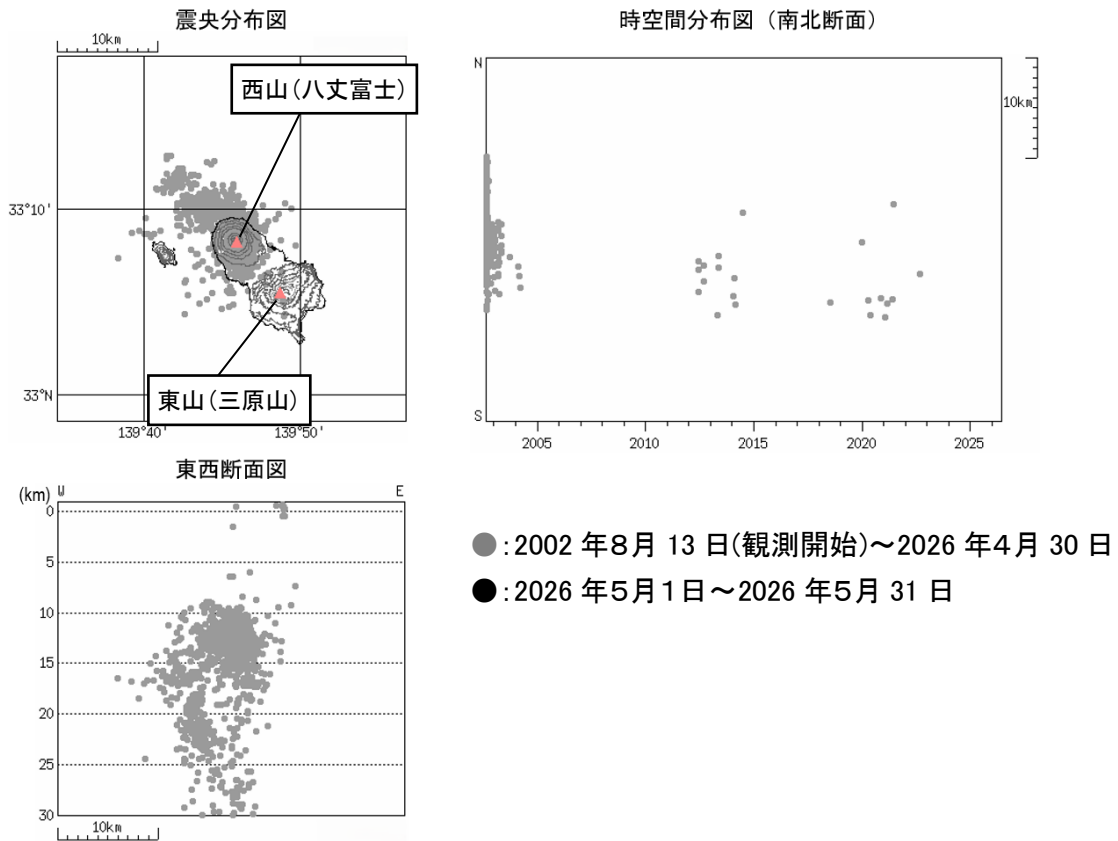 震央分布図
10km
西山(八丈富士)
33°10'
33°N
東山(三原山)
139°40'
139°50'
時空間分布図(南北断面)
N
10km
S
2005
2010
2015
2020
2025
東西断面図
(km)
W
E
0
5
10
15
20
25
30
10km
●:2002 年8月 13 日(観測開始)~2026 年4月 30 日
●:2026 年5月1日~2026 年5月 31 日